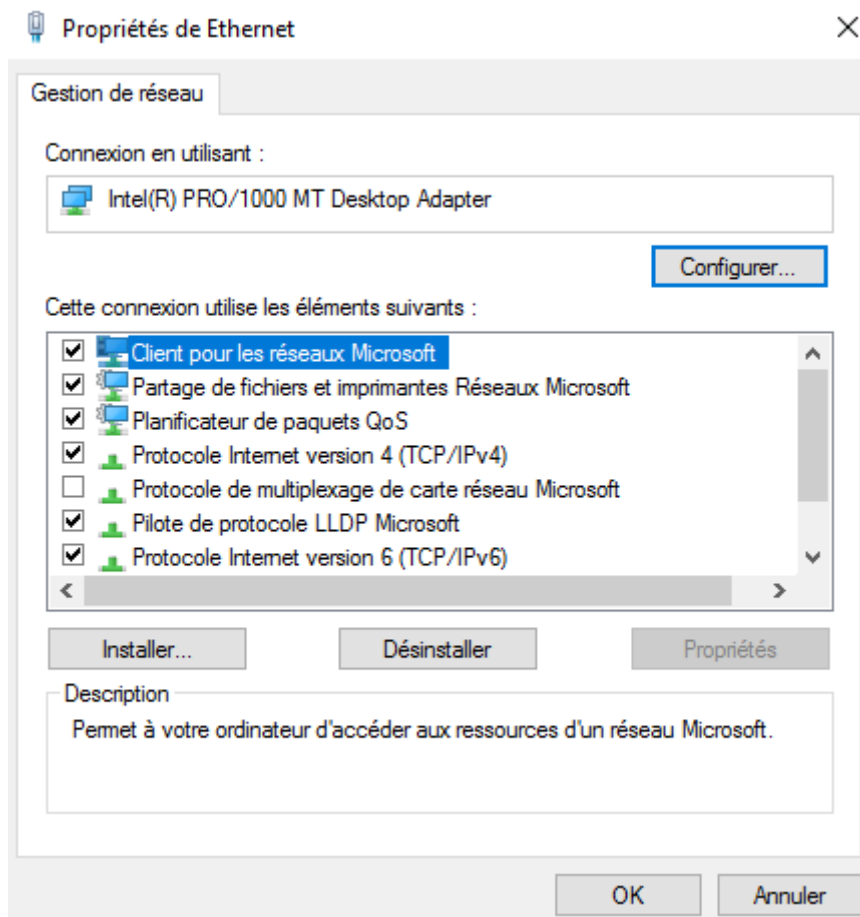 Propriétés de Ethernet
Gestion de réseau
Connexion en utilisant :
Intel(R) PRO/1000 MT Desktop Adapter
Configurer...
Cette connexion utilise les éléments suivants :
Client pour les réseaux Microsoft
Partage de fichiers et imprimantes Réseaux Microsoft
Planificateur de paquets QoS
Protocole Internet version 4 (TCP/IPv4)
Protocole de multiplexage de carte réseau Microsoft
Pilote de protocole LLDP Microsoft
Protocole Internet version 6 (TCP/IPv6)
Installer... Désinstaller Propriétés
Description
Permet à votre ordinateur d'accéder aux ressources d'un réseau Microsoft.
OK Annuler